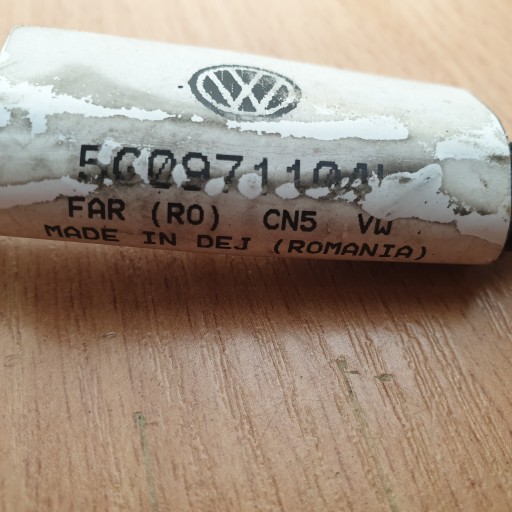 FAR (RO) CN5 VW
MADE IN DEJ (ROMANIA)